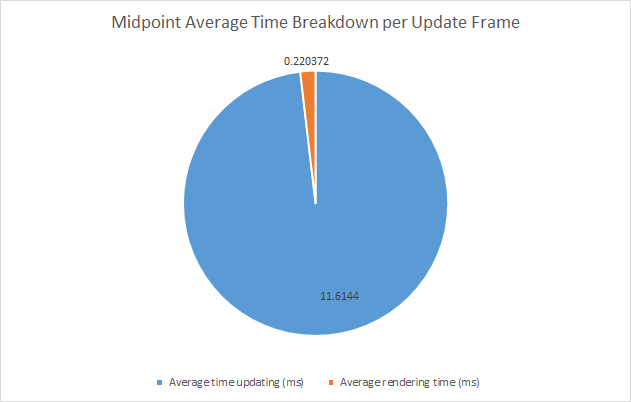 Midpoint Average Time Breakdown per Update Frame
0.220372
11.6144
Average time updating (ms)
Average rendering time (ms)